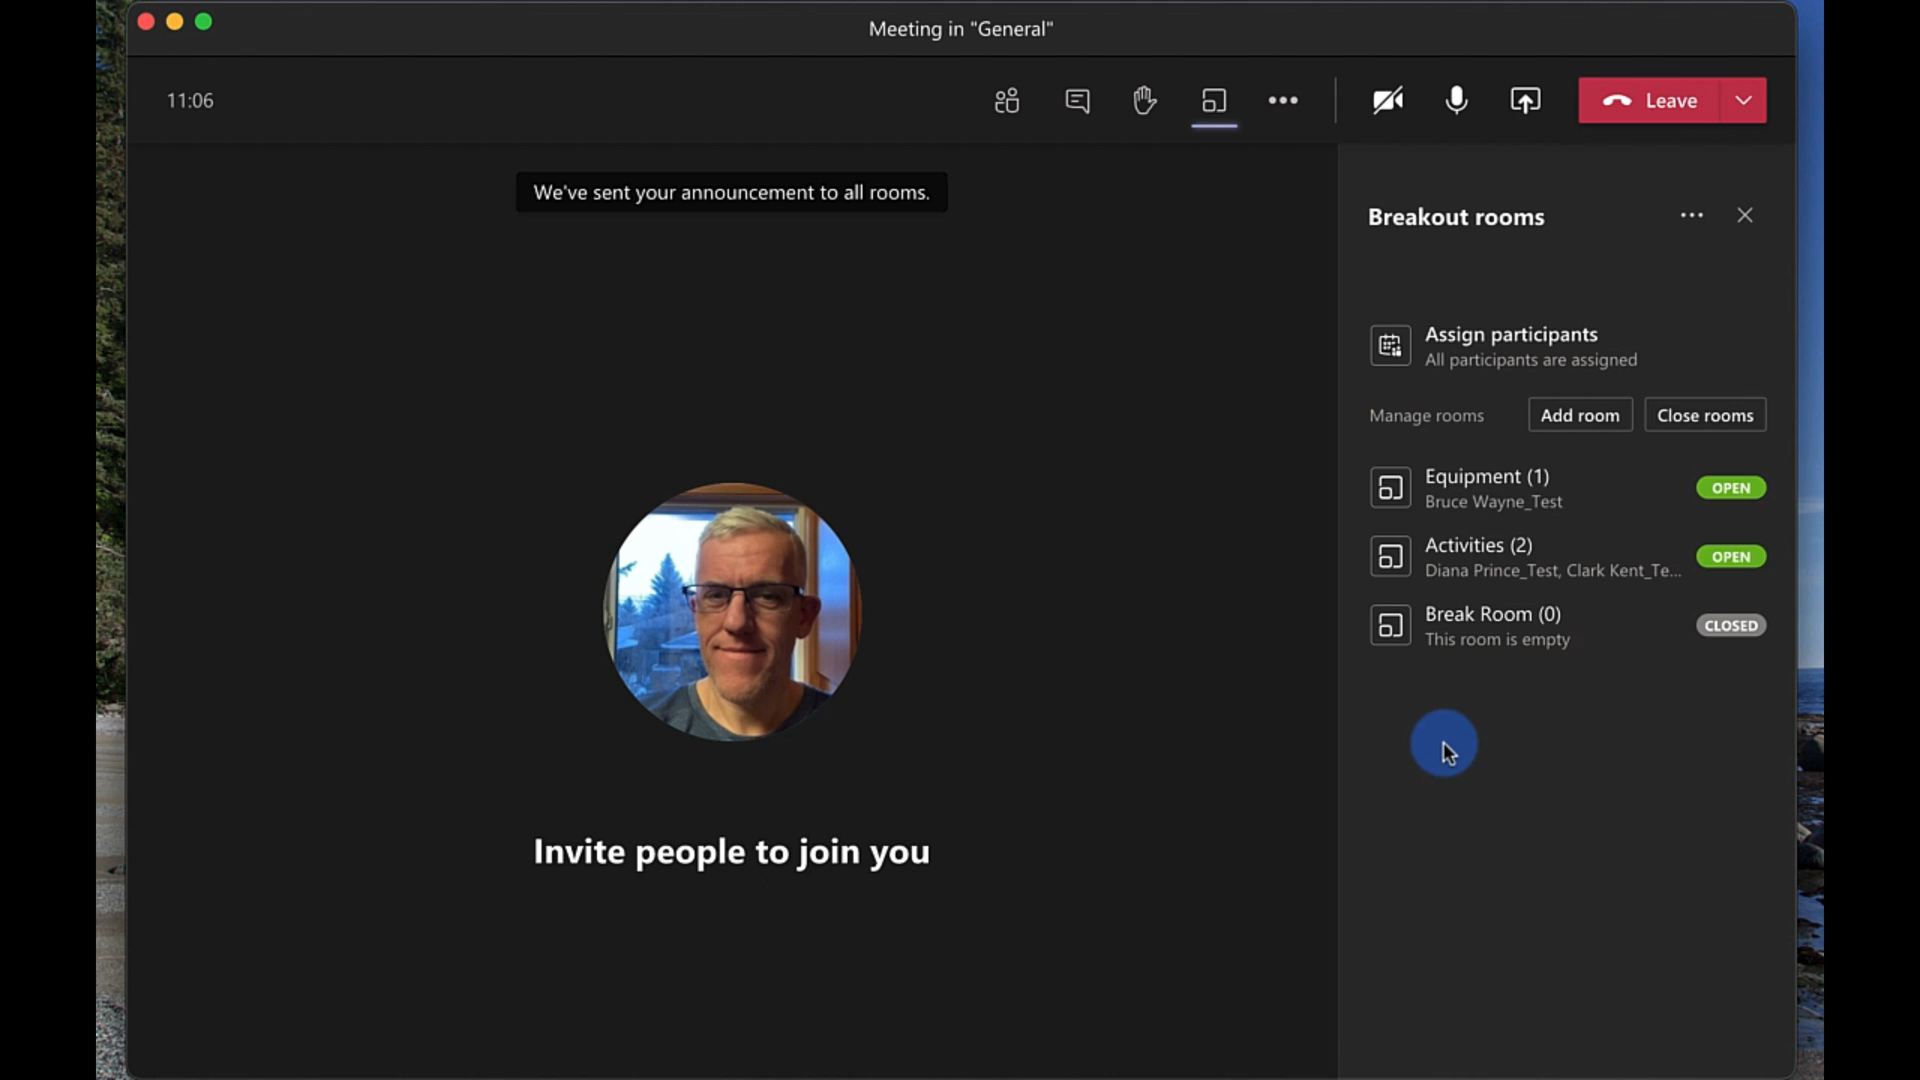 Meeting in "General"
11:06
Leave
We've sent your announcement to all rooms.
Breakout rooms
Assign participants
All participants are assigned
Manage rooms
Add room
Close rooms
Equipment (1)
Bruce Wayne_Test
OPEN
Activities (2)
Diana Prince_Test, Clark Kent_Te...
OPEN
Break Room (0)
This room is empty
CLOSED
Invite people to join you